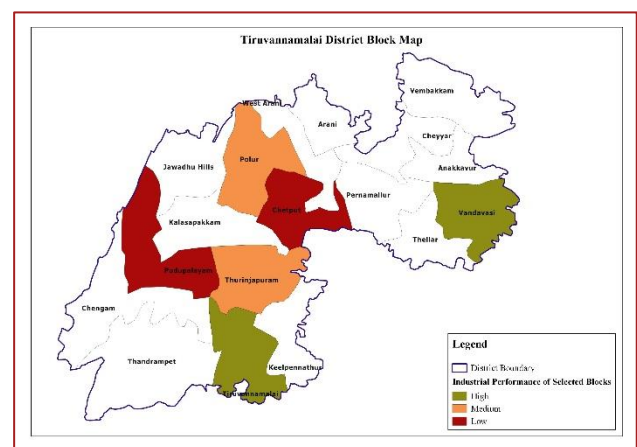 Tiruvannamalai District Block Map
Vembakkam
West Arani
Arani
Cheyyar
Polur
Anakkavur
Jawadhu Hills
Pernamallur
Chetput
Vandavasi
Kalasapakkam
Thellar
Pudupalayam
Thurinjapuram
Chengam
Thandrampet
Keelpennathur
Tiruvannamalai
Legend
District Boundary
Industrial Performance of Selected Blocks
High
Medium
Low